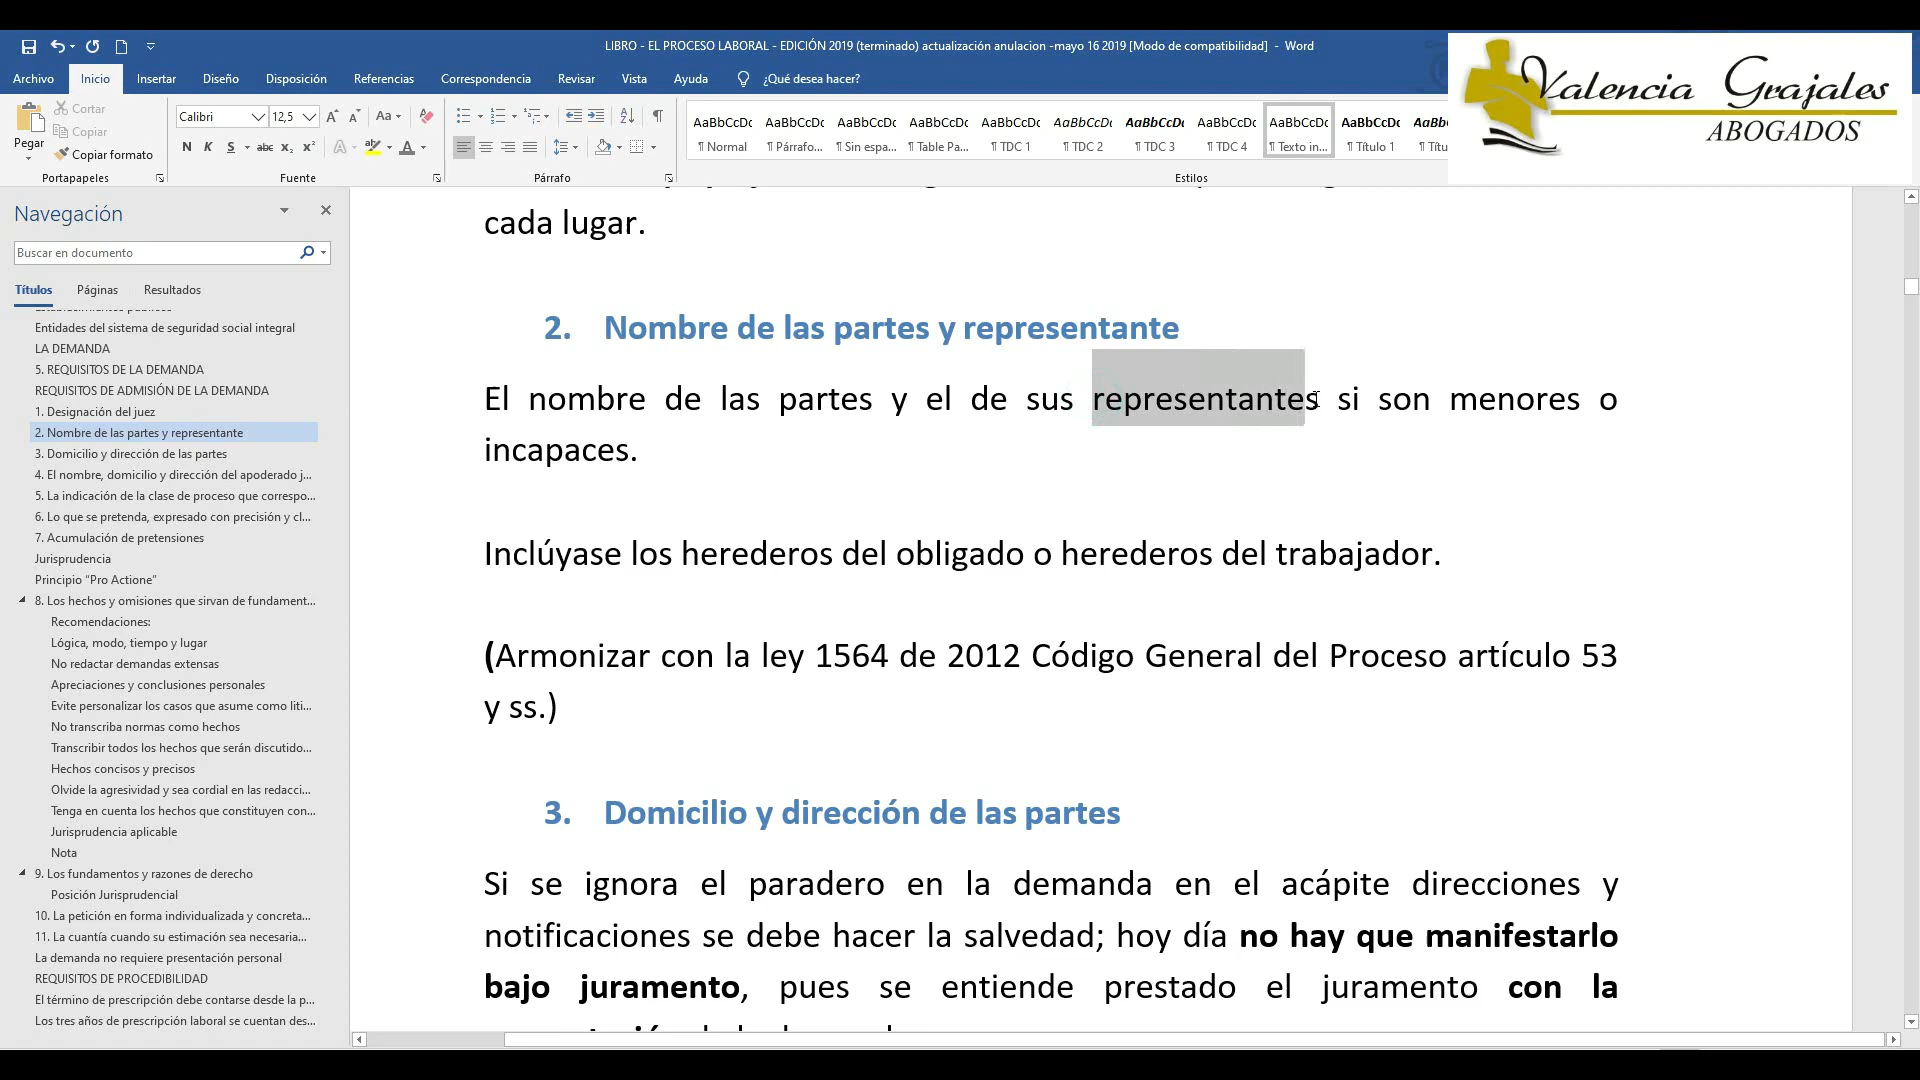 LIBRO - EL PROCESO LABORAL - EDICIÓN 2019 (terminado) actualización anulacion -mayo 16 2019 [Modo de compatibilidad] - Word
Archivo Inicio Insertar Diseño Disposición Referencias Correspondencia Revisar Vista Ayuda ¿Qué desea hacer?
Valencia Grajales
ABOGADOS
Pegar
Cortar
Copiar
Copiar formato
Portapapeles
Calibri 12,5
N K S abc
Fuente
Párrafo
AaBbCcDc AaBbCcDc AaBbCcDc AaBbCcDc AaBbCcDc AaBbCcDc AaBbCcDc AaBbCcDc AaBbCcDc AaBbCcDc AaBb
¶ Normal ¶ Párrafo... ¶ Sin espa... ¶ Table Pa... ¶ TDC 1 ¶ TDC 2 ¶ TDC 3 ¶ TDC 4 ¶ Texto in... ¶ Título 1 ¶ Títu
Estilos
Navegación
Buscar en documento
Títulos Páginas Resultados
Entidades del sistema de seguridad social integral
LA DEMANDA
5. REQUISITOS DE LA DEMANDA
REQUISITOS DE ADMISIÓN DE LA DEMANDA
1. Designación del juez
2. Nombre de las partes y representante
3. Domicilio y dirección de las partes
4. El nombre, domicilio y dirección del apoderado j...
5. La indicación de la clase de proceso que correspo...
6. Lo que se pretenda, expresado con precisión y cl...
7. Acumulación de pretensiones
Jurisprudencia
Principio “Pro Actione”
8. Los hechos y omisiones que sirvan de fundament...
Recomendaciones:
Lógica, modo, tiempo y lugar
No redactar demandas extensas
Apreciaciones y conclusiones personales
Evite personalizar los casos que asume como liti...
No transcriba normas como hechos
Transcribir todos los hechos que serán discutido...
Hechos concisos y precisos
Olvide la agresividad y sea cordial en las redacci...
Tenga en cuenta los hechos que constituyen con...
Jurisprudencia aplicable
Nota
9. Los fundamentos y razones de derecho
Posición Jurisprudencial
10. La petición en forma individualizada y concreta...
11. La cuantía cuando su estimación sea necesaria...
La demanda no requiere presentación personal
REQUISITOS DE PROCEDIBILIDAD
El término de prescripción debe contarse desde la p...
Los tres años de prescripción laboral se cuentan des...
cada lugar.
2. Nombre de las partes y representante
El nombre de las partes y el de sus representantes si son menores o
incapaces.
Inclúyase los herederos del obligado o herederos del trabajador.
(Armonizar con la ley 1564 de 2012 Código General del Proceso artículo 53
y ss.)
3. Domicilio y dirección de las partes
Si se ignora el paradero en la demanda en el acápite direcciones y
notificaciones se debe hacer la salvedad; hoy día no hay que manifestarlo
bajo juramento, pues se entiende prestado el juramento con la